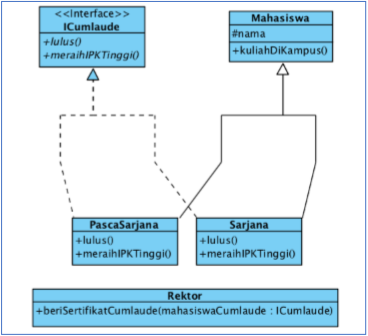 <<Interface>>
ICumlaude
+lulus()
+meraihIPKTinggi()
Mahasiswa
#nama
+kuliahDiKampus()
PascaSarjana
+lulus()
+meraihIPKTinggi()
Sarjana
+lulus()
+meraihIPKTinggi()
Rektor
+beriSertifikatCumlaude(mahasiswaCumlaude : ICumlaude)